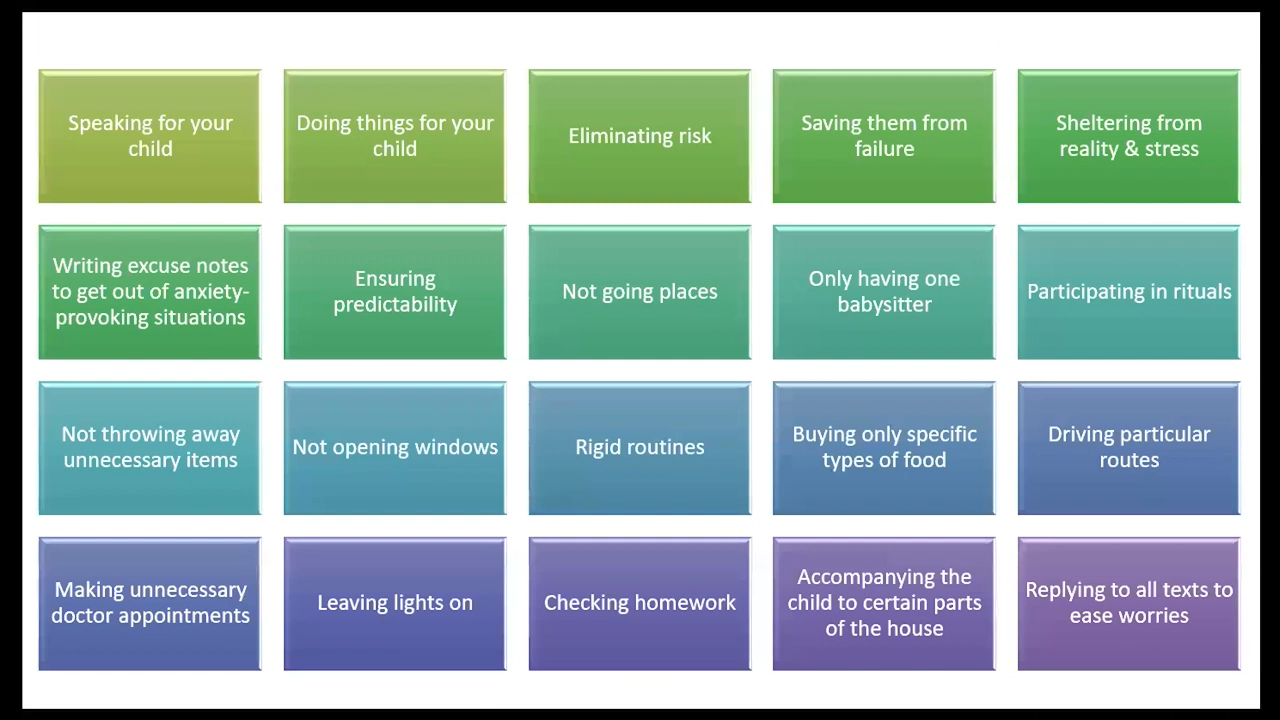 Speaking for your
child
Doing things for your
child
Eliminating risk
Saving them from
failure
Sheltering from
reality & stress
Writing excuse notes
to get out of anxiety-
provoking situations
Ensuring
predictability
Not going places
Only having one
babysitter
Participating in rituals
Not throwing away
unnecessary items
Not opening windows
Rigid routines
Buying only specific
types of food
Driving particular
routes
Making unnecessary
doctor appointments
Leaving lights on
Checking homework
Accompanying the
child to certain parts
of the house
Replying to all texts to
ease worries